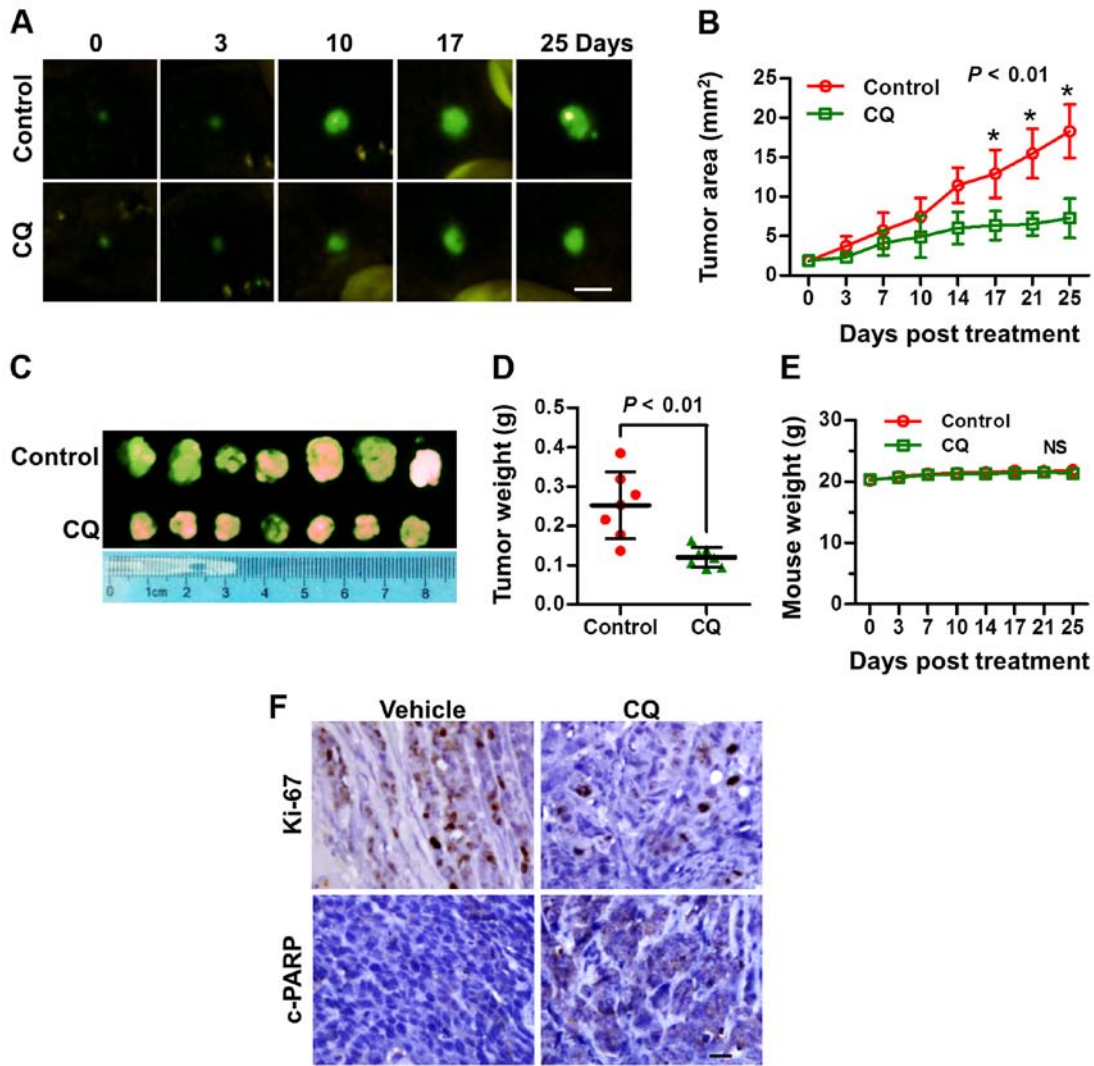 A
0 3 10 17 25 Days
Control
CQ
B
P < 0.01
Control
CQ
* * *
Tumor area (mm²)
25
20
15
10
5
0
0 3 7 10 14 17 21 25
Days post treatment
C
Control
CQ
0 1cm 2 3 4 5 6 7 8
D
P < 0.01
Tumor weight (g)
0.5
0.4
0.3
0.2
0.1
0.0
Control CQ
E
Control
CQ
NS
Mouse weight (g)
30
20
10
0
0 3 7 10 14 17 21 25
Days post treatment
F
Vehicle CQ
Ki-67
c-PARP